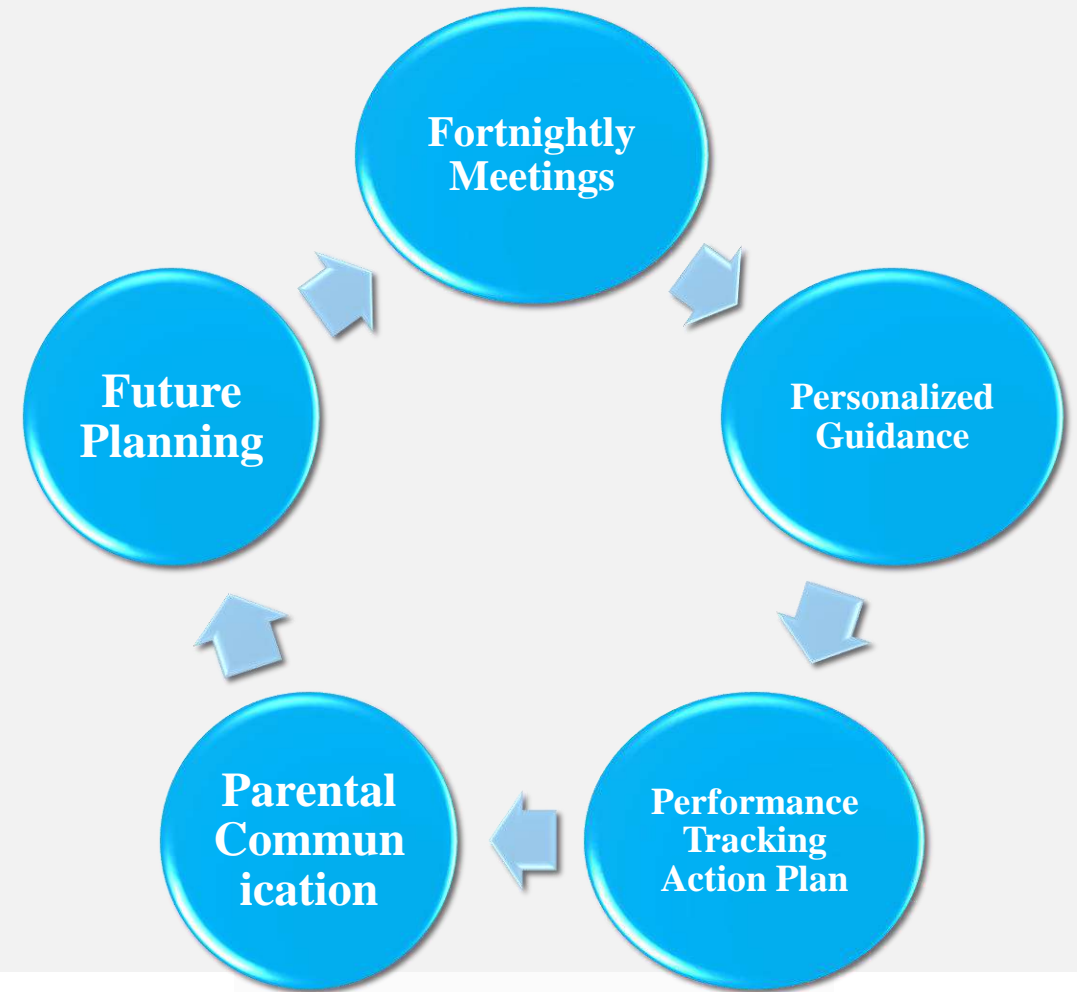 Fortnightly
Meetings
Personalized
Guidance
Performance
Tracking
Action Plan
Parental
Commun
ication
Future
Planning